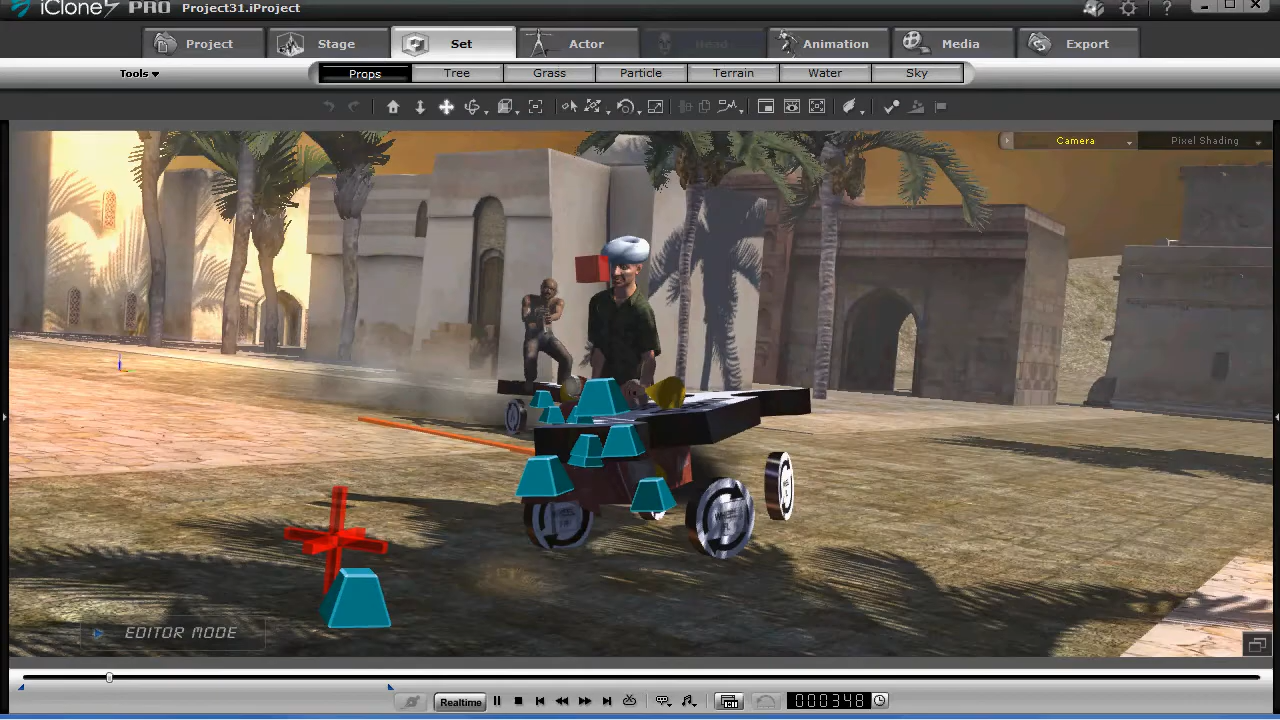 iClone5 PRO Project31.iProject
Project Stage Set Actor Head Animation Media Export
Tools
Props Tree Grass Particle Terrain Water Sky
Camera Pixel Shading
EDITOR MODE
Realtime 000348